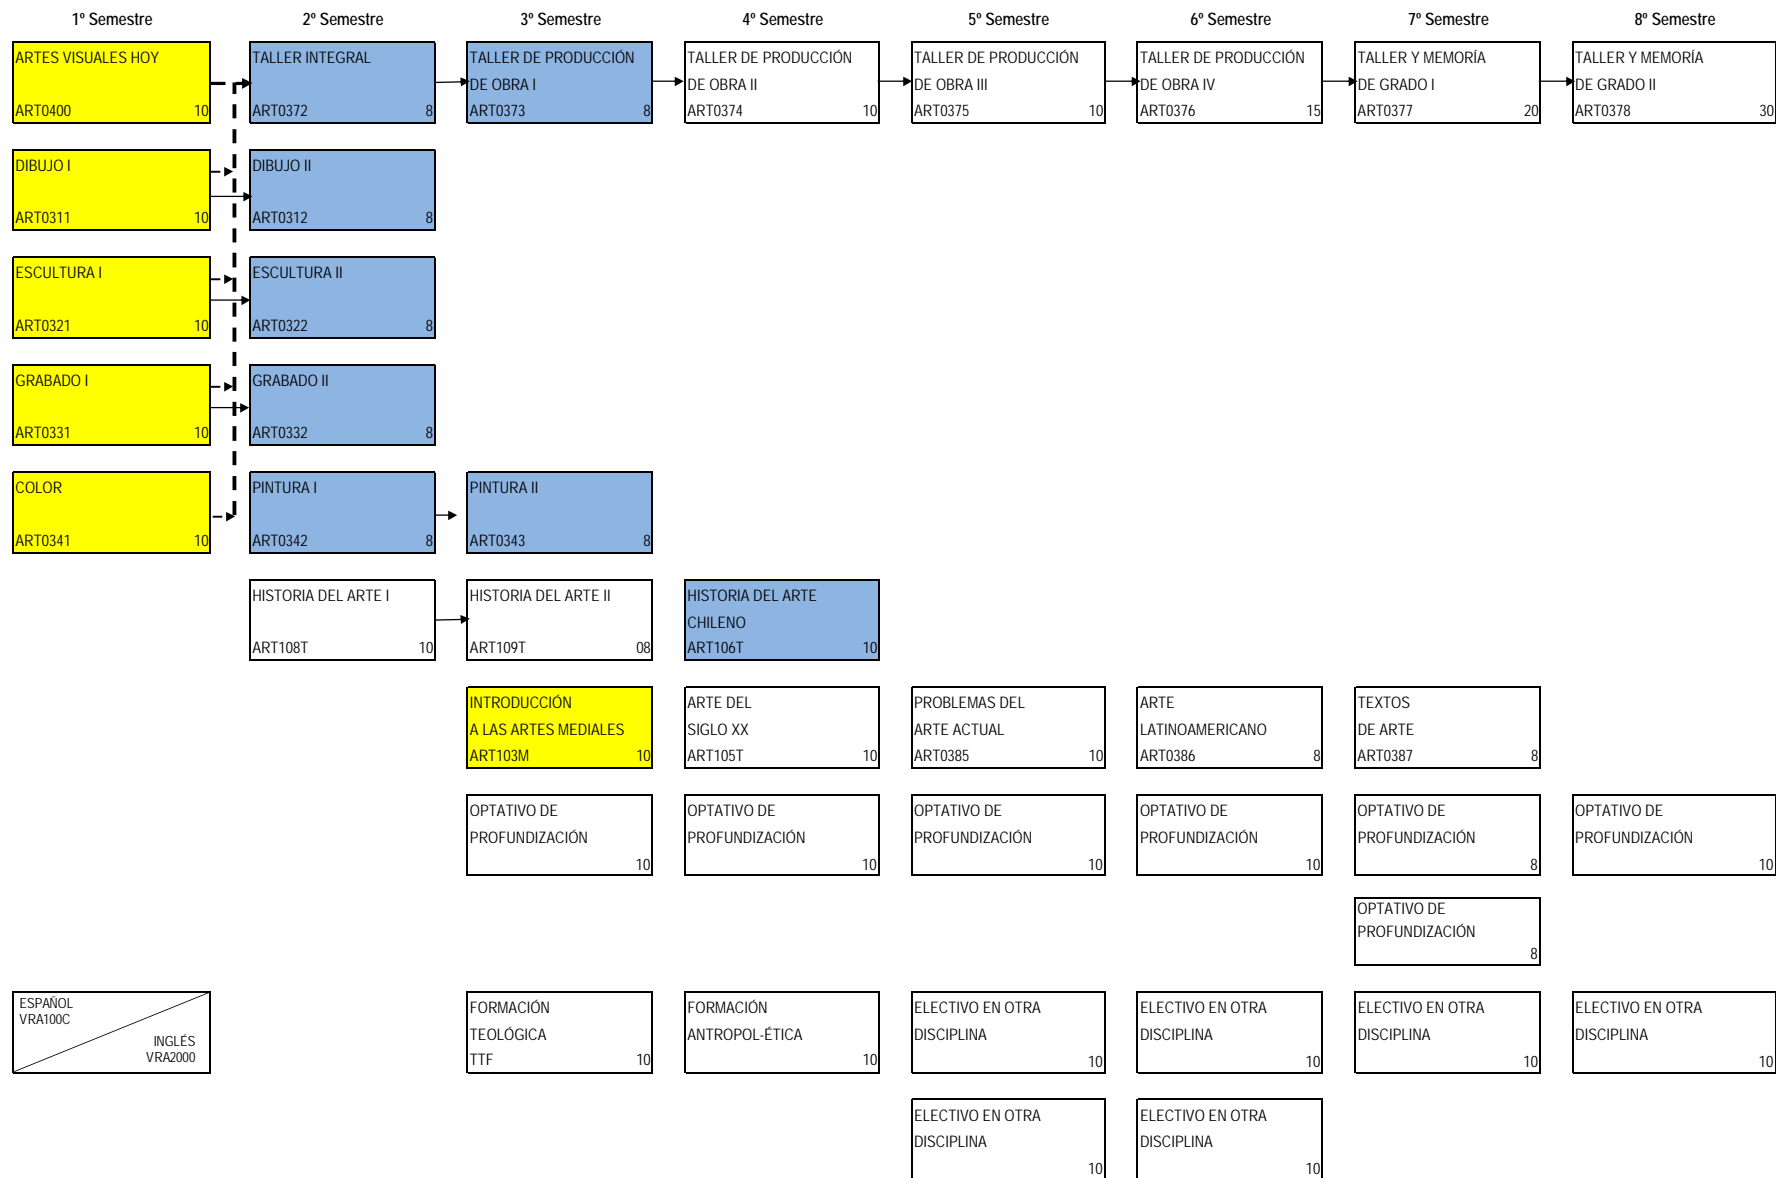 1º Semestre 2º Semestre 3º Semestre 4º Semestre 5º Semestre 6º Semestre 7º Semestre 8º Semestre
ARTES VISUALES HOY
ART0400 10
TALLER INTEGRAL
ART0372 8
TALLER DE PRODUCCIÓN
DE OBRA I
ART0373 8
TALLER DE PRODUCCIÓN
DE OBRA II
ART0374 10
TALLER DE PRODUCCIÓN
DE OBRA III
ART0375 10
TALLER DE PRODUCCIÓN
DE OBRA IV
ART0376 15
TALLER Y MEMORÍA
DE GRADO I
ART0377 20
TALLER Y MEMORÍA
DE GRADO II
ART0378 30
DIBUJO I
ART0311 10
DIBUJO II
ART0312 8
ESCULTURA I
ART0321 10
ESCULTURA II
ART0322 8
GRABADO I
ART0331 10
GRABADO II
ART0332 8
COLOR
ART0341 10
PINTURA I
ART0342 8
PINTURA II
ART0343 8
HISTORIA DEL ARTE I
ART108T 10
HISTORIA DEL ARTE II
ART109T 08
HISTORIA DEL ARTE
CHILENO
ART106T 10
INTRODUCCIÓN
A LAS ARTES MEDIALES
ART103M 10
ARTE DEL
SIGLO XX
ART105T 10
PROBLEMAS DEL
ARTE ACTUAL
ART0385 10
ARTE
LATINOAMERICANO
ART0386 8
TEXTOS
DE ARTE
ART0387 8
OPTATIVO DE
PROFUNDIZACIÓN
10
OPTATIVO DE
PROFUNDIZACIÓN
10
OPTATIVO DE
PROFUNDIZACIÓN
10
OPTATIVO DE
PROFUNDIZACIÓN
10
OPTATIVO DE
PROFUNDIZACIÓN
8
OPTATIVO DE
PROFUNDIZACIÓN
10
OPTATIVO DE
PROFUNDIZACIÓN
8
ESPAÑOL
VRA100C
INGLÉS
VRA2000
FORMACIÓN
TEOLÓGICA
TTF 10
FORMACIÓN
ANTROPOL-ÉTICA
10
ELECTIVO EN OTRA
DISCIPLINA
10
ELECTIVO EN OTRA
DISCIPLINA
10
ELECTIVO EN OTRA
DISCIPLINA
10
ELECTIVO EN OTRA
DISCIPLINA
10
ELECTIVO EN OTRA
DISCIPLINA
10
ELECTIVO EN OTRA
DISCIPLINA
10